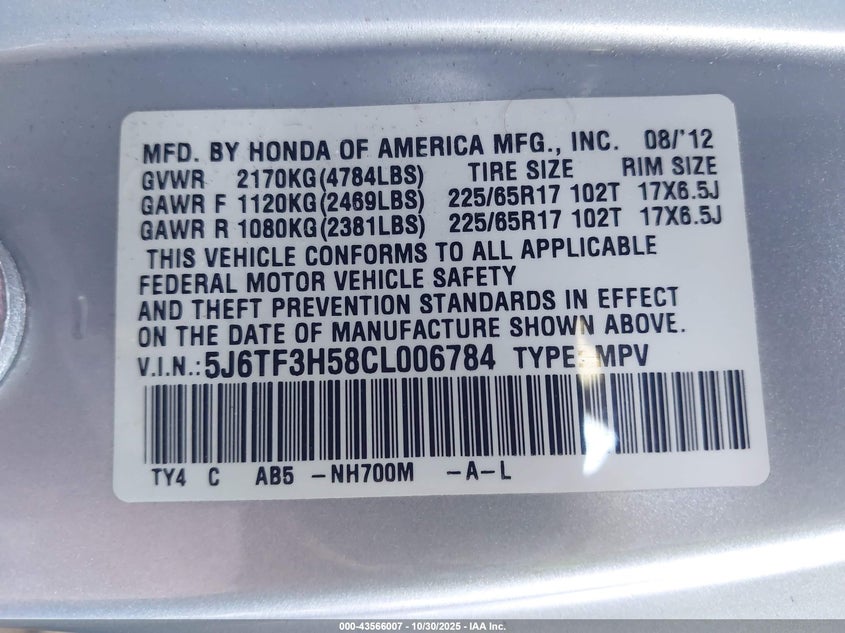 MFD. BY HONDA OF AMERICA MFG., INC. 08/'12
GVWR 2170KG(4784LBS) TIRE SIZE RIM SIZE
GAWR F 1120KG(2469LBS) 225/65R17 102T 17X6.5J
GAWR R 1080KG(2381LBS) 225/65R17 102T 17X6.5J
THIS VEHICLE CONFORMS TO ALL APPLICABLE
FEDERAL MOTOR VEHICLE SAFETY
AND THEFT PREVENTION STANDARDS IN EFFECT
ON THE DATE OF MANUFACTURE SHOWN ABOVE.
V.I.N.: 5J6TF3H58CL006784 TYPE: MPV
TY4 C AB5 -NH700M -A-L
000-43566007 - 10/30/2025 - IAA Inc.